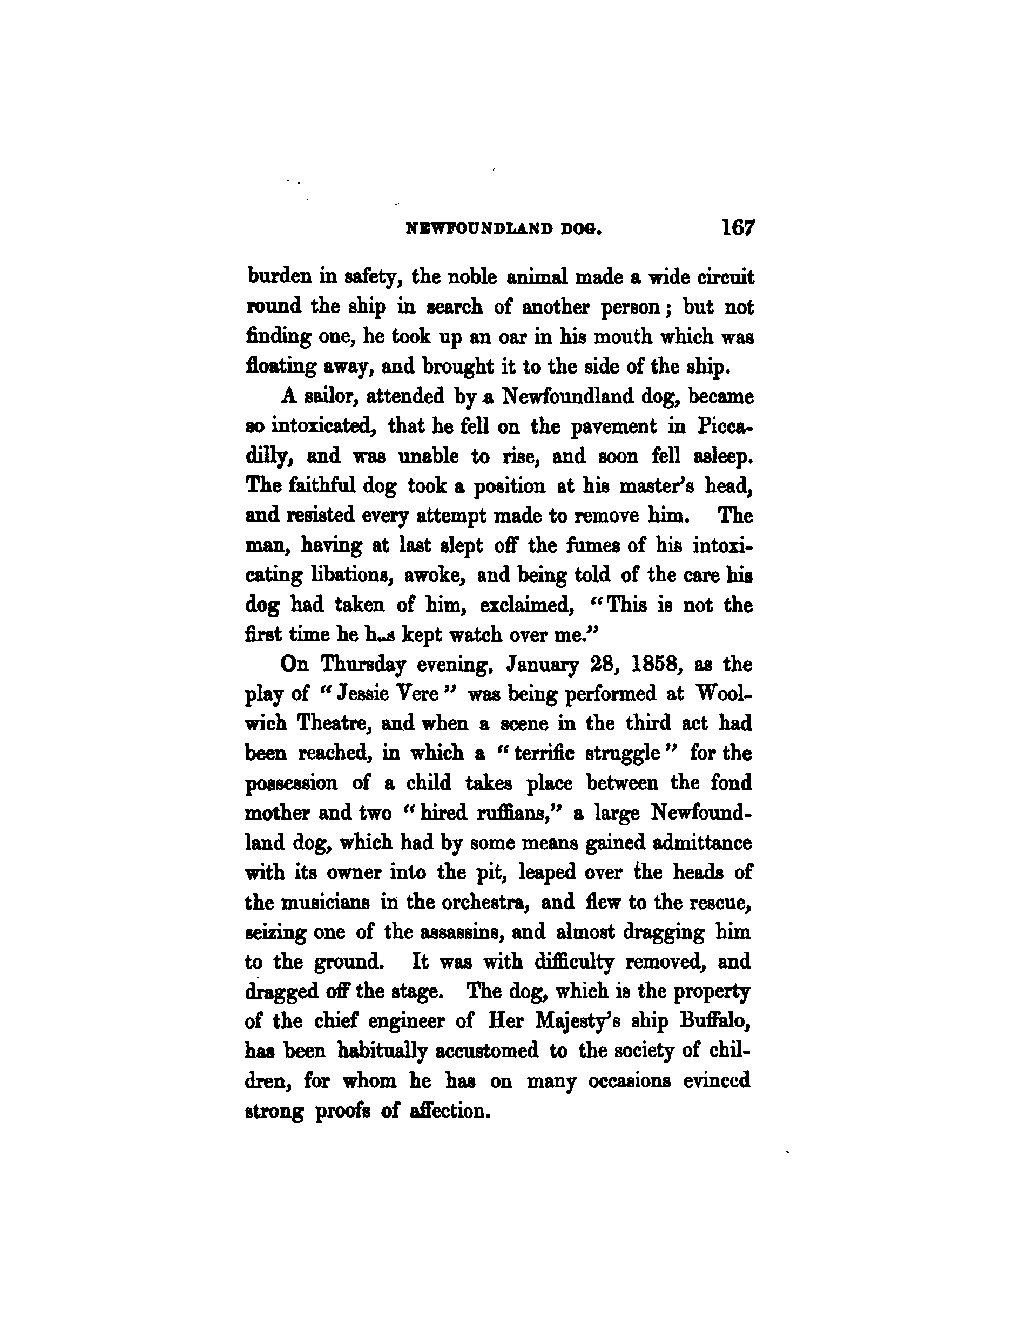 NEWFOUNDLAND DOG. 167
burden in safety, the noble animal made a wide circuit
round the ship in search of another person; but not
finding one, he took up an oar in his mouth which was
floating away, and brought it to the side of the ship.
A sailor, attended by a Newfoundland dog, became
so intoxicated, that he fell on the pavement in Picca-
dilly, and was unable to rise, and soon fell asleep.
The faithful dog took a position at his master's head,
and resisted every attempt made to remove him. The
man, having at last slept off the fumes of his intoxi-
cating libations, awoke, and being told of the care his
dog had taken of him, exclaimed, "This is not the
first time he has kept watch over me."
On Thursday evening, January 28, 1858, as the
play of "Jessie Vere" was being performed at Wool-
wich Theatre, and when a scene in the third act had
been reached, in which a "terrific struggle" for the
possession of a child takes place between the fond
mother and two "hired ruffians," a large Newfound-
land dog, which had by some means gained admittance
with its owner into the pit, leaped over the heads of
the musicians in the orchestra, and flew to the rescue,
seizing one of the assassins, and almost dragging him
to the ground. It was with difficulty removed, and
dragged off the stage. The dog, which is the property
of the chief engineer of Her Majesty's ship Buffalo,
has been habitually accustomed to the society of chil-
dren, for whom he has on many occasions evinced
strong proofs of affection.